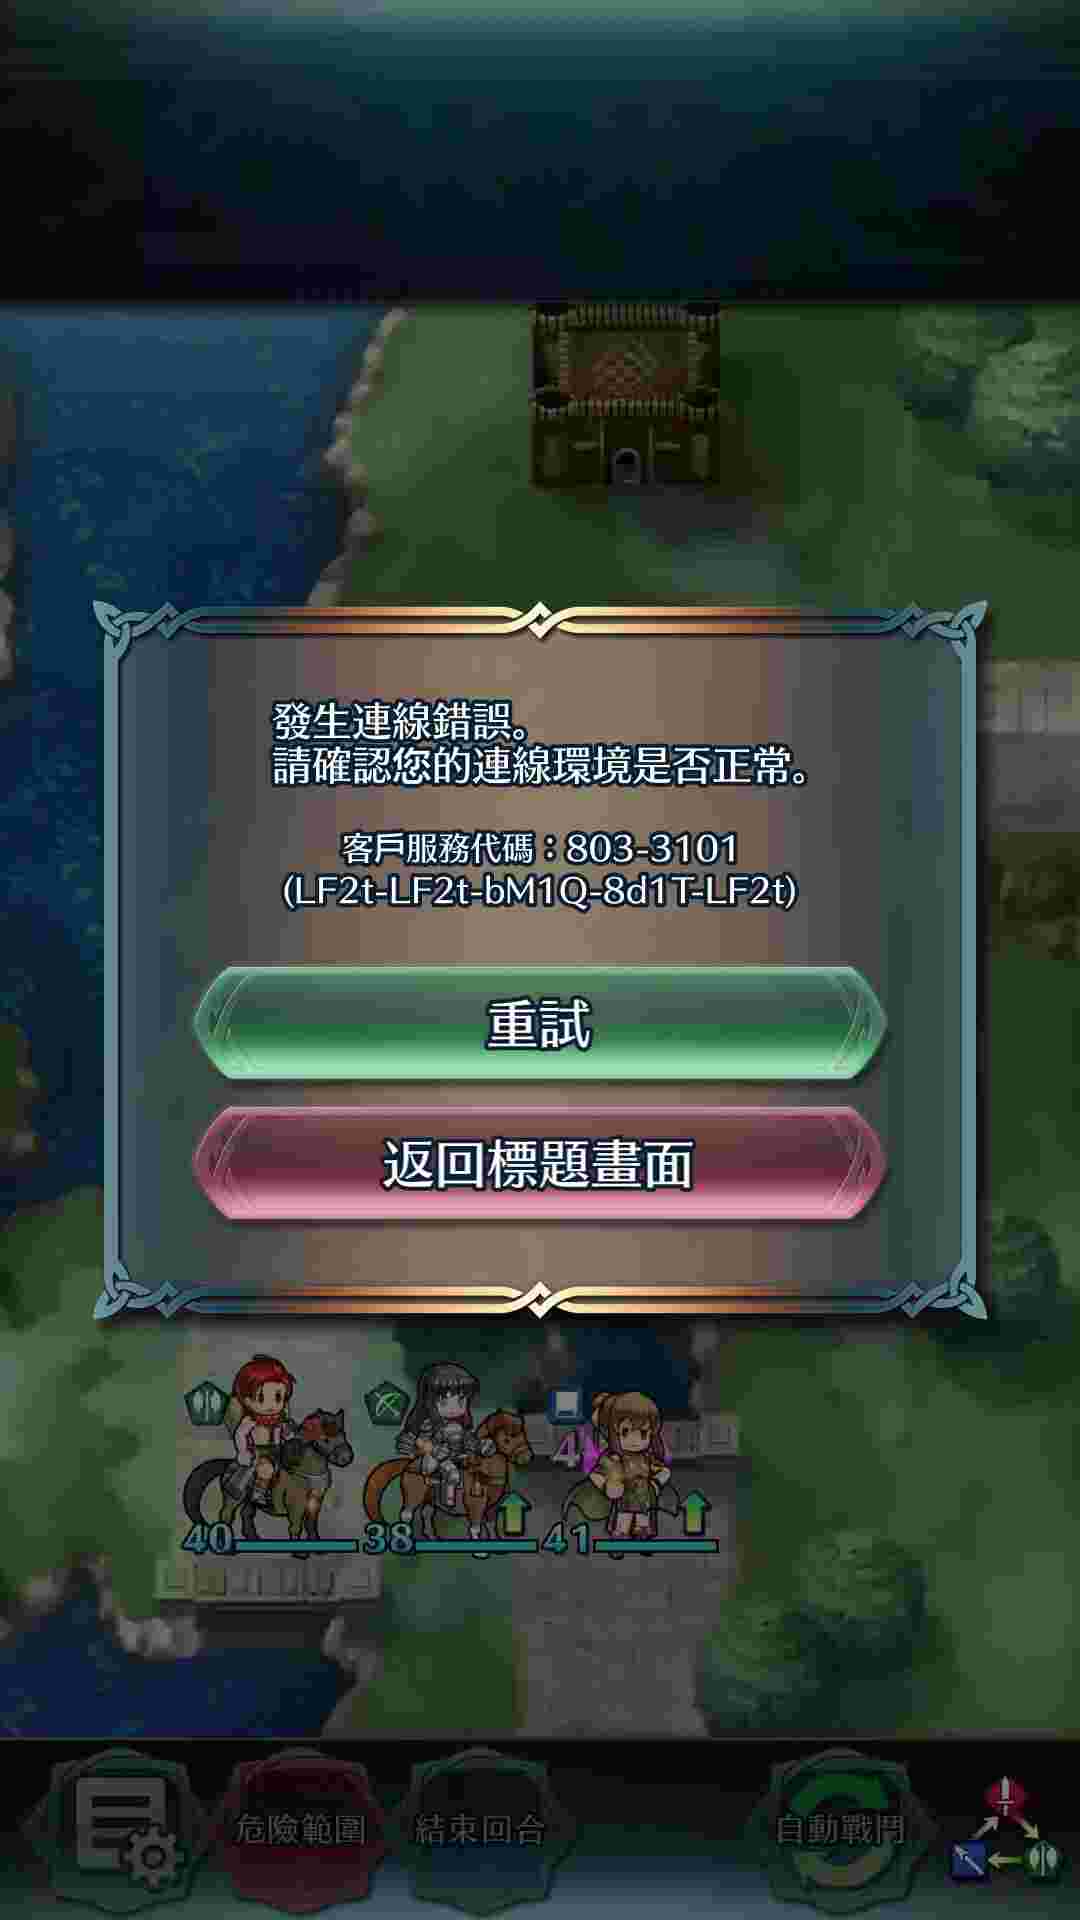 發生連線錯誤。
請確認您的連線環境是否正常。
客戶服務代碼：803-3101
(LF2t-LF2t-bM1Q-8d1T-LF2t)
重試
返回標題畫面
4
40 38 41
危險範圍 結束回合 自動戰鬥